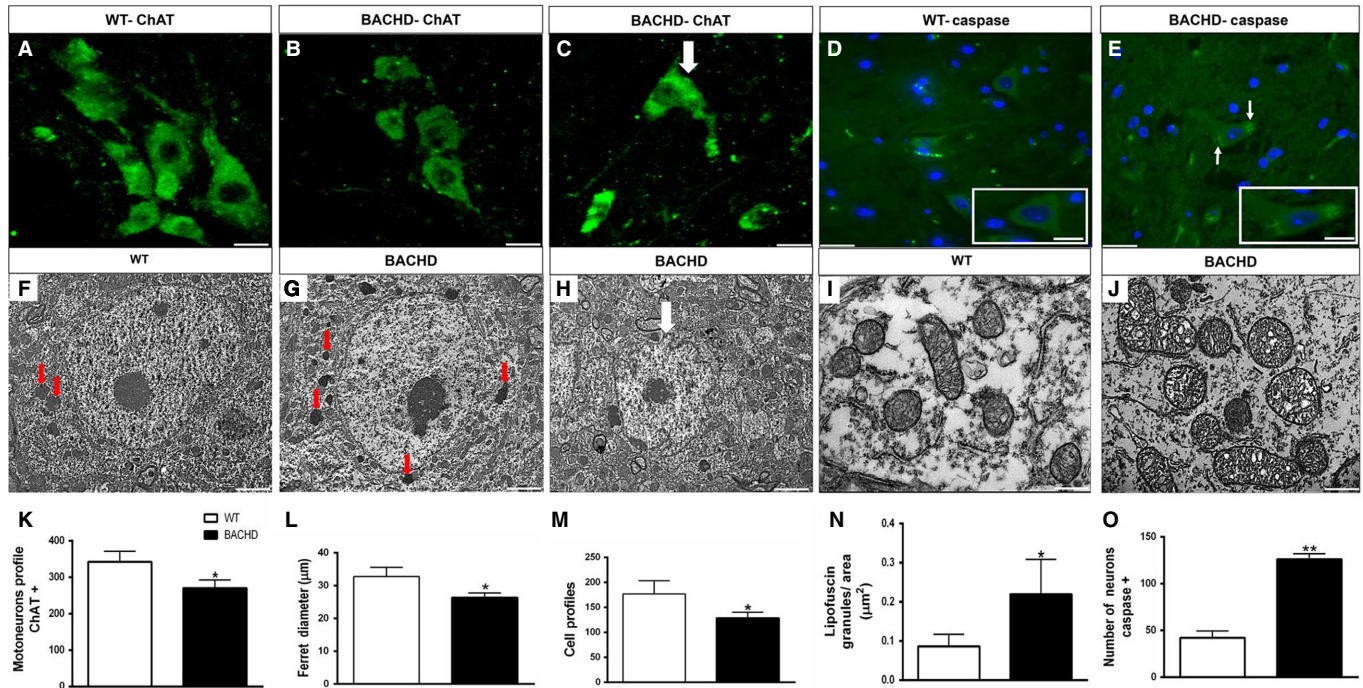 WT- ChAT
BACHD- ChAT
BACHD- ChAT
WT- caspase
BACHD- caspase
A
B
C
D
E
WT
BACHD
BACHD
WT
BACHD
F
G
H
I
J
K
WT
BACHD
Motoneurons profile
ChAT +
400
300
200
100
0
*
L
Ferret diameter (μm)
40
30
20
10
0
*
M
Cell profiles
250
200
150
100
50
0
*
N
Lipofuscin
granules/ area
(μm²)
0.4
0.3
0.2
0.1
0.0
*
O
Number of neurons
caspase +
150
100
50
0
**